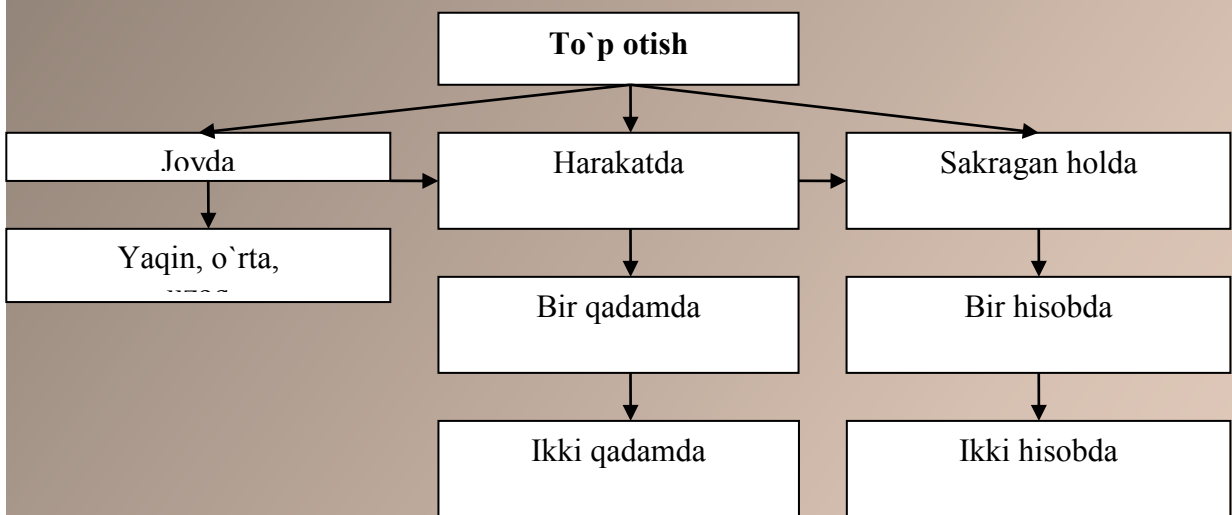 To`p otish
Jovda
Harakatda
Sakragan holda
Yaqin, o`rta,
Bir qadamda
Bir hisobda
Ikki qadamda
Ikki hisobda